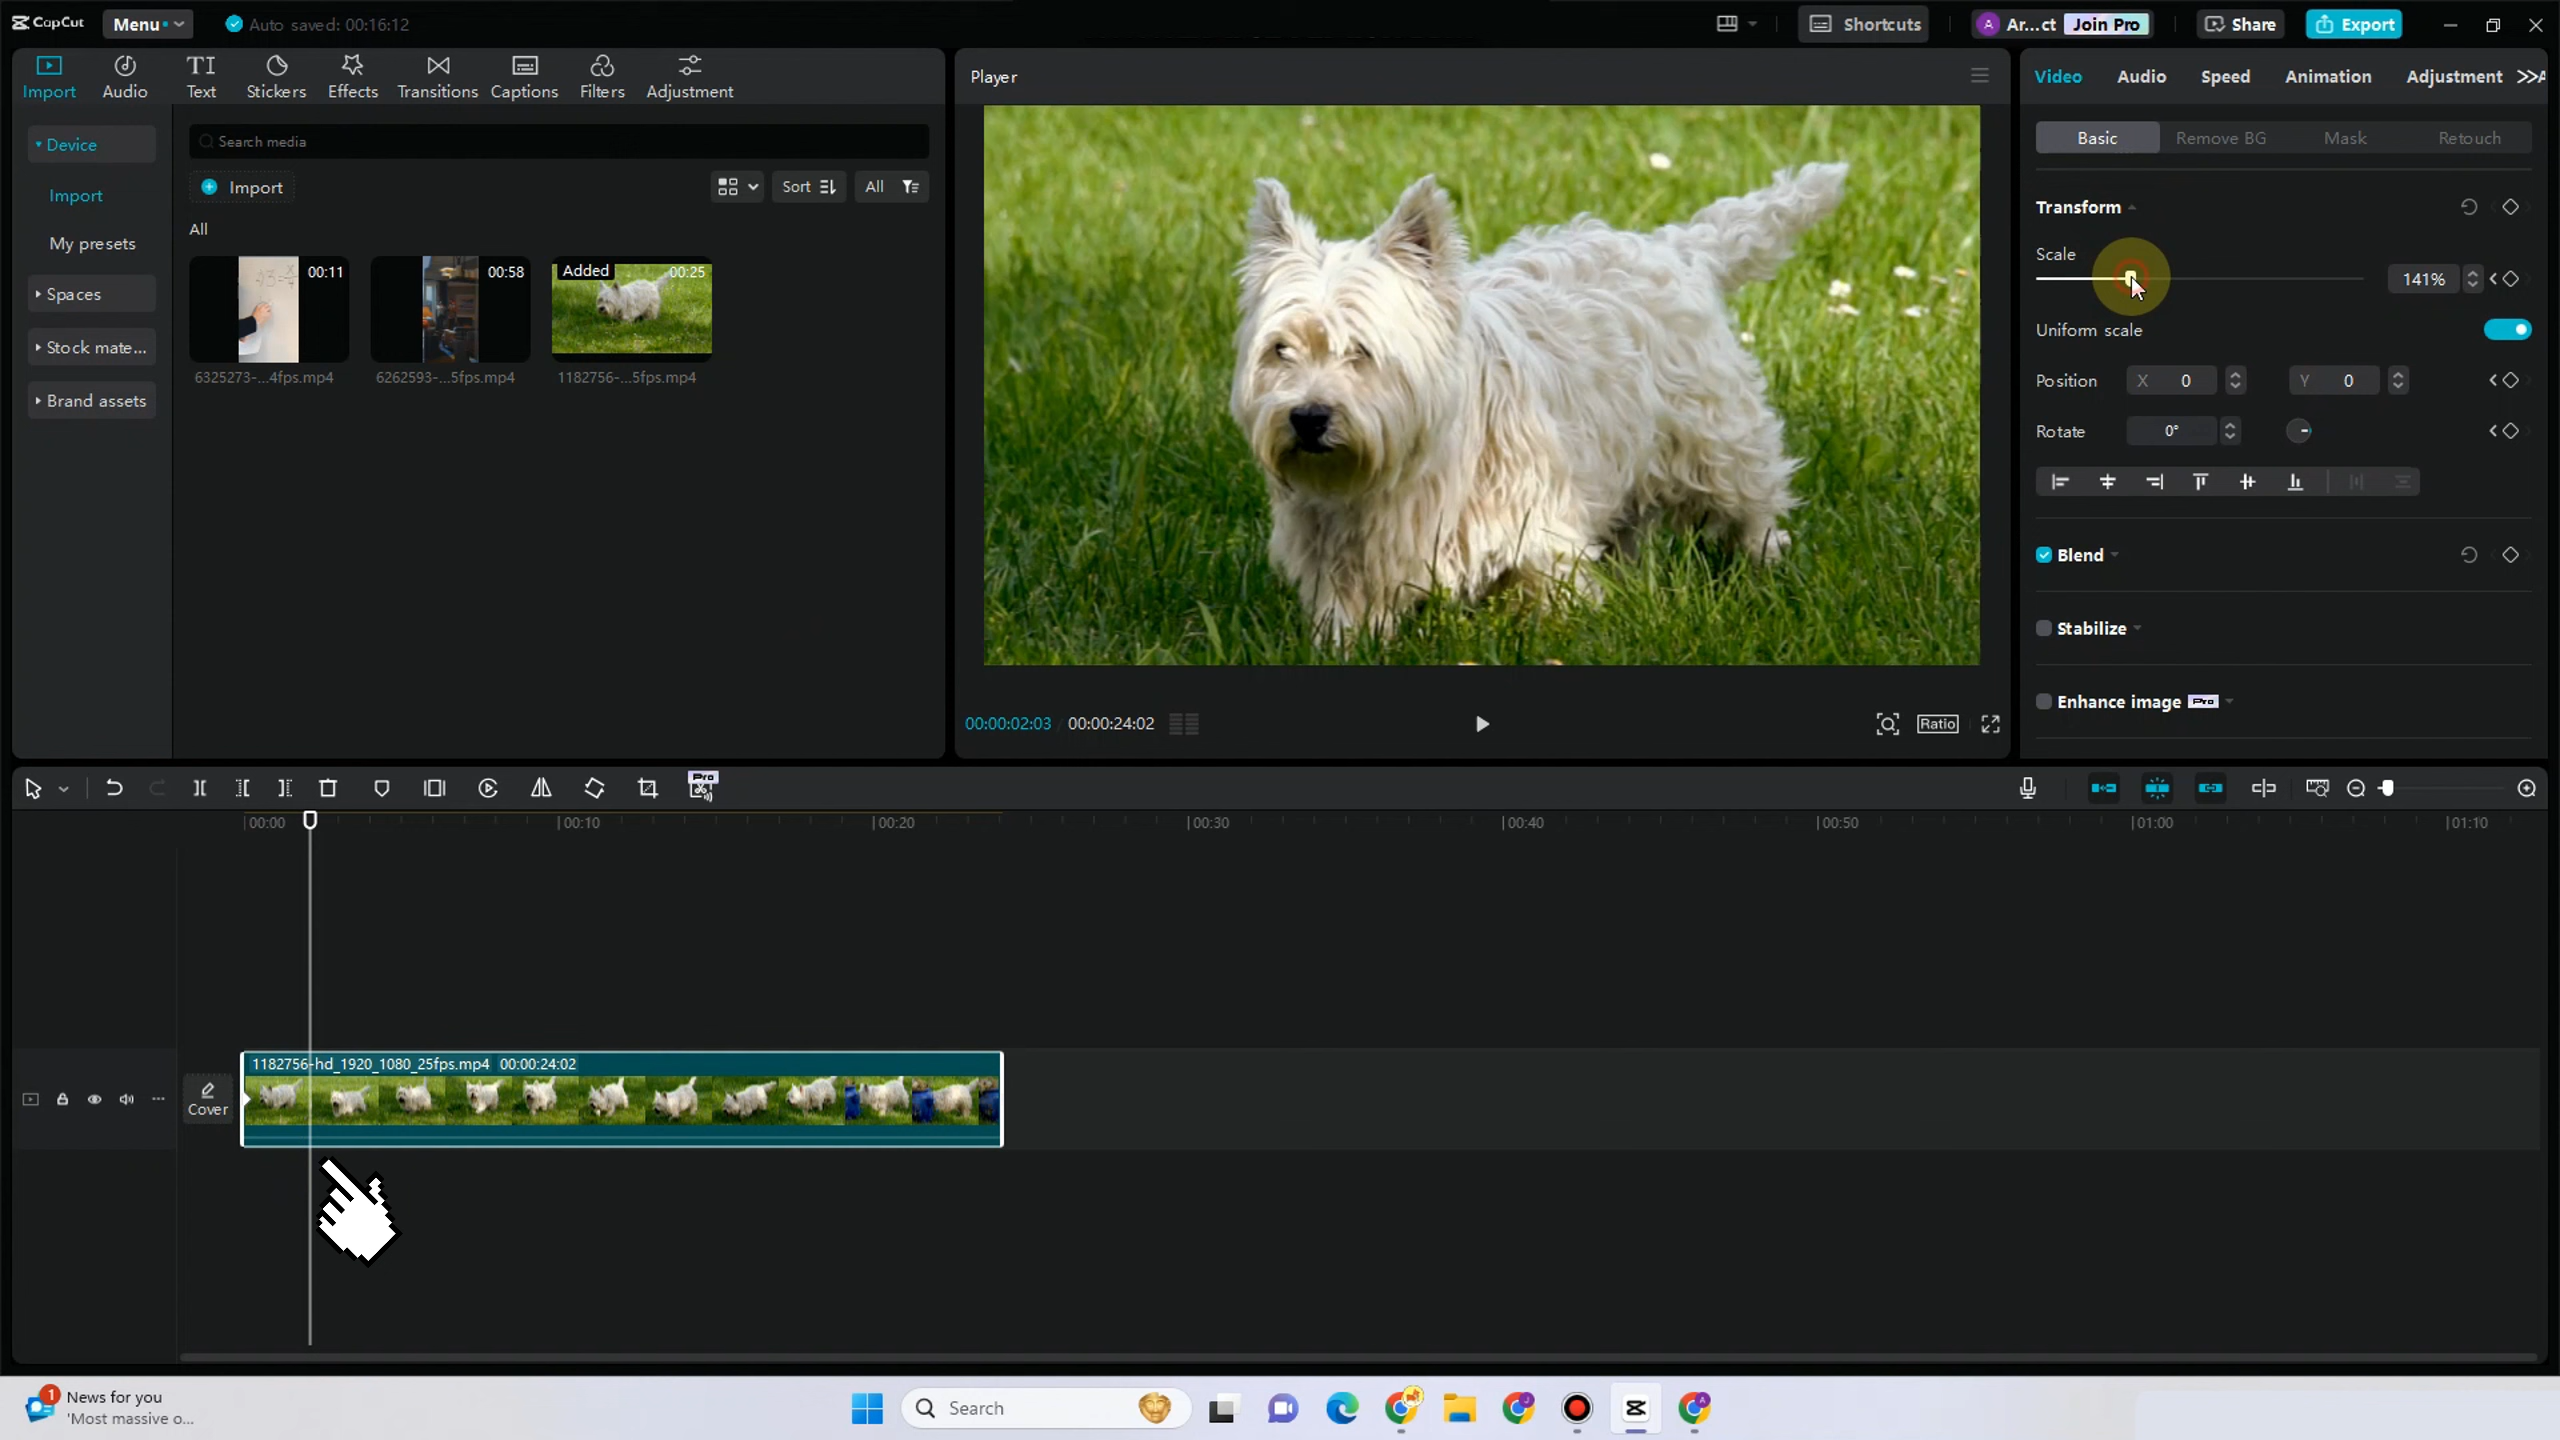 CapCut
Menu
Auto saved: 00:16:12
Shortcuts
A
Ar...ct
Join Pro
Share
Export
Import
Audio
TI
Text
Stickers
Effects
Transitions
Captions
Filters
Adjustment
Device
Import
My presets
Spaces
Stock mate...
Brand assets
Search media
Import
Sort
All
All
00:11
6325273-...4fps.mp4
00:58
6262593-...5fps.mp4
Added
00:25
1182756-...5fps.mp4
Player
00:00:02:03
00:00:24:02
Ratio
Video
Audio
Speed
Animation
Adjustment
Basic
Remove BG
Mask
Retouch
Transform
Scale
141%
Uniform scale
Position
X 0
Y 0
Rotate
0°
Blend
Stabilize
Enhance image
Pro
Pro
00:00
00:10
00:20
00:30
00:40
00:50
01:00
01:10
Cover
1182756-hd_1920_1080_25fps.mp4 00:00:24:02
1
News for you
'Most massive o...
Search